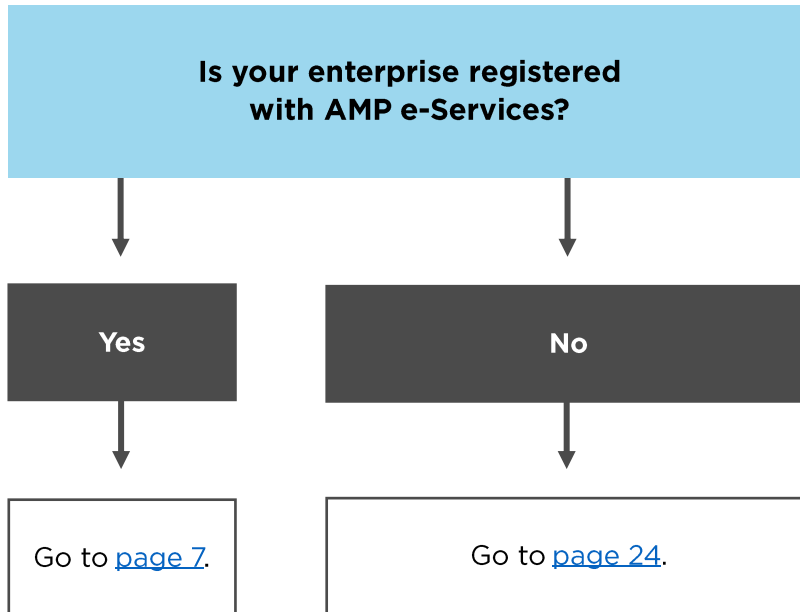 Is your enterprise registered
with AMP e-Services?
Yes
No
Go to page 7.
Go to page 24.